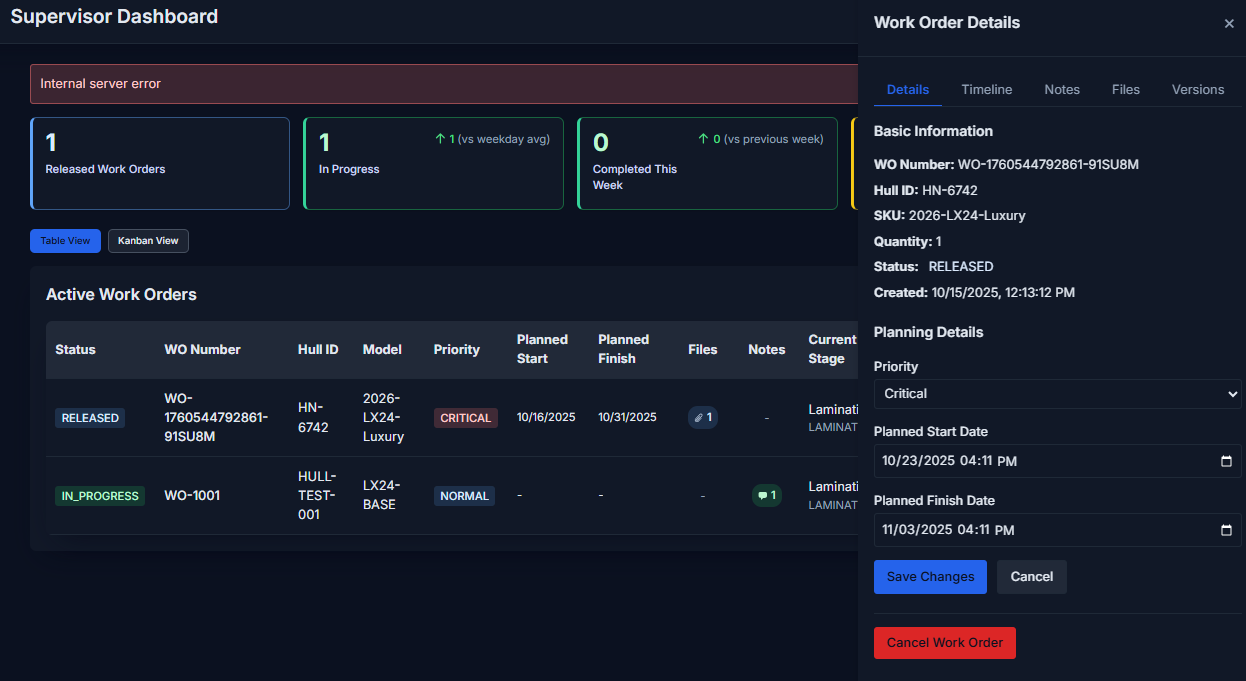 Supervisor Dashboard
Internal server error
1
Released Work Orders
1
↑ 1 (vs weekday avg)
In Progress
0
↑ 0 (vs previous week)
Completed This
Week
Table View
Kanban View
Active Work Orders
Status
WO Number
Hull ID
Model
Priority
Planned
Start
Planned
Finish
Files
Notes
Current
Stage
RELEASED
WO-
1760544792861-
91SU8M
HN-
6742
2026-
LX24-
Luxury
CRITICAL
10/16/2025
10/31/2025
1
-
Laminati
LAMINAT
IN_PROGRESS
WO-1001
HULL-
TEST-
001
LX24-
BASE
NORMAL
-
-
-
1
Laminati
LAMINAT
Work Order Details
×
Details
Timeline
Notes
Files
Versions
Basic Information
WO Number: WO-1760544792861-91SU8M
Hull ID: HN-6742
SKU: 2026-LX24-Luxury
Quantity: 1
Status: RELEASED
Created: 10/15/2025, 12:13:12 PM
Planning Details
Priority
Critical
Planned Start Date
10/23/2025 04:11 PM
Planned Finish Date
11/03/2025 04:11 PM
Save Changes
Cancel
Cancel Work Order